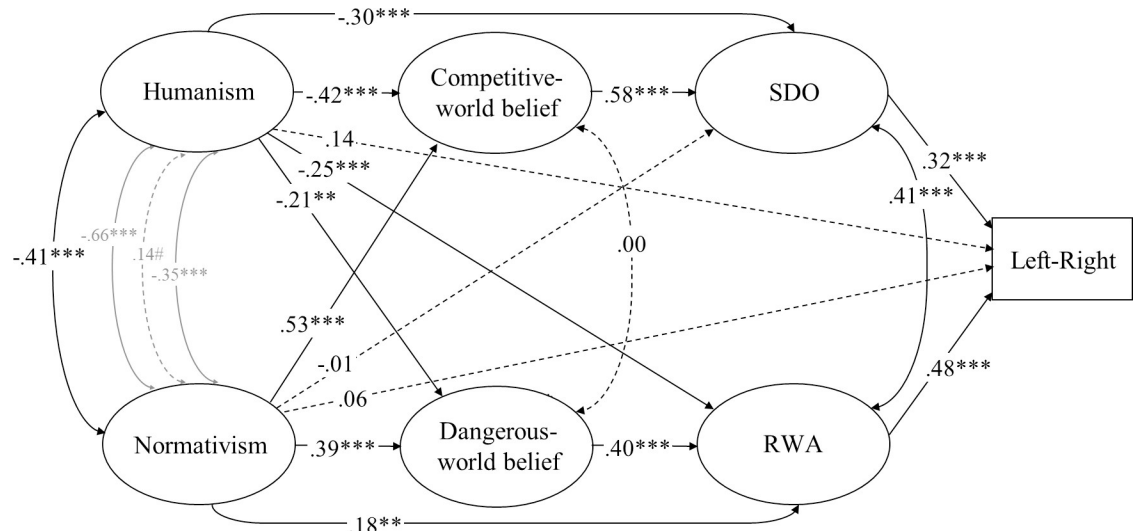 -.30***
Humanism
-.42***
Competitive-
world belief
.58***
SDO
.14
-.25***
-.21**
.32***
.41***
-.66***
.14#
-.35***
-.41***
.00
Left-Right
.53***
-.01
.06
.48***
Normativism
.39***
Dangerous-
world belief
.40***
RWA
.18**